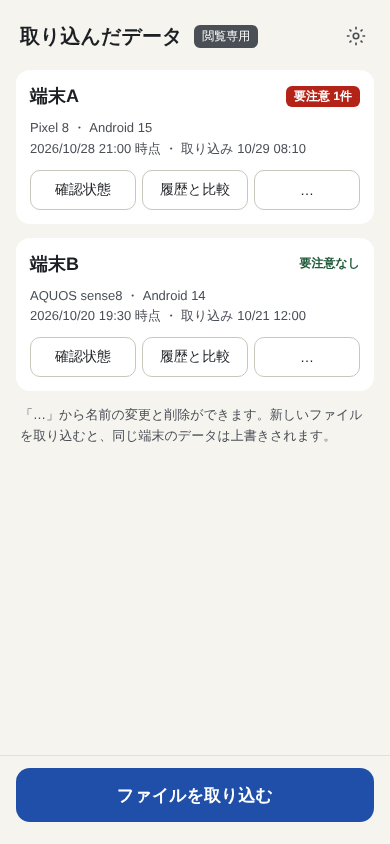 取り込んだデータ 閲覧専用
端末A 要注意 1件
Pixel 8 ・ Android 15
2026/10/28 21:00 時点 ・ 取り込み 10/29 08:10
確認状態 履歴と比較 …
端末B 要注意なし
AQUOS sense8 ・ Android 14
2026/10/20 19:30 時点 ・ 取り込み 10/21 12:00
確認状態 履歴と比較 …
「…」から名前の変更と削除ができます。新しいファイル
を取り込むと、同じ端末のデータは上書きされます。
ファイルを取り込む